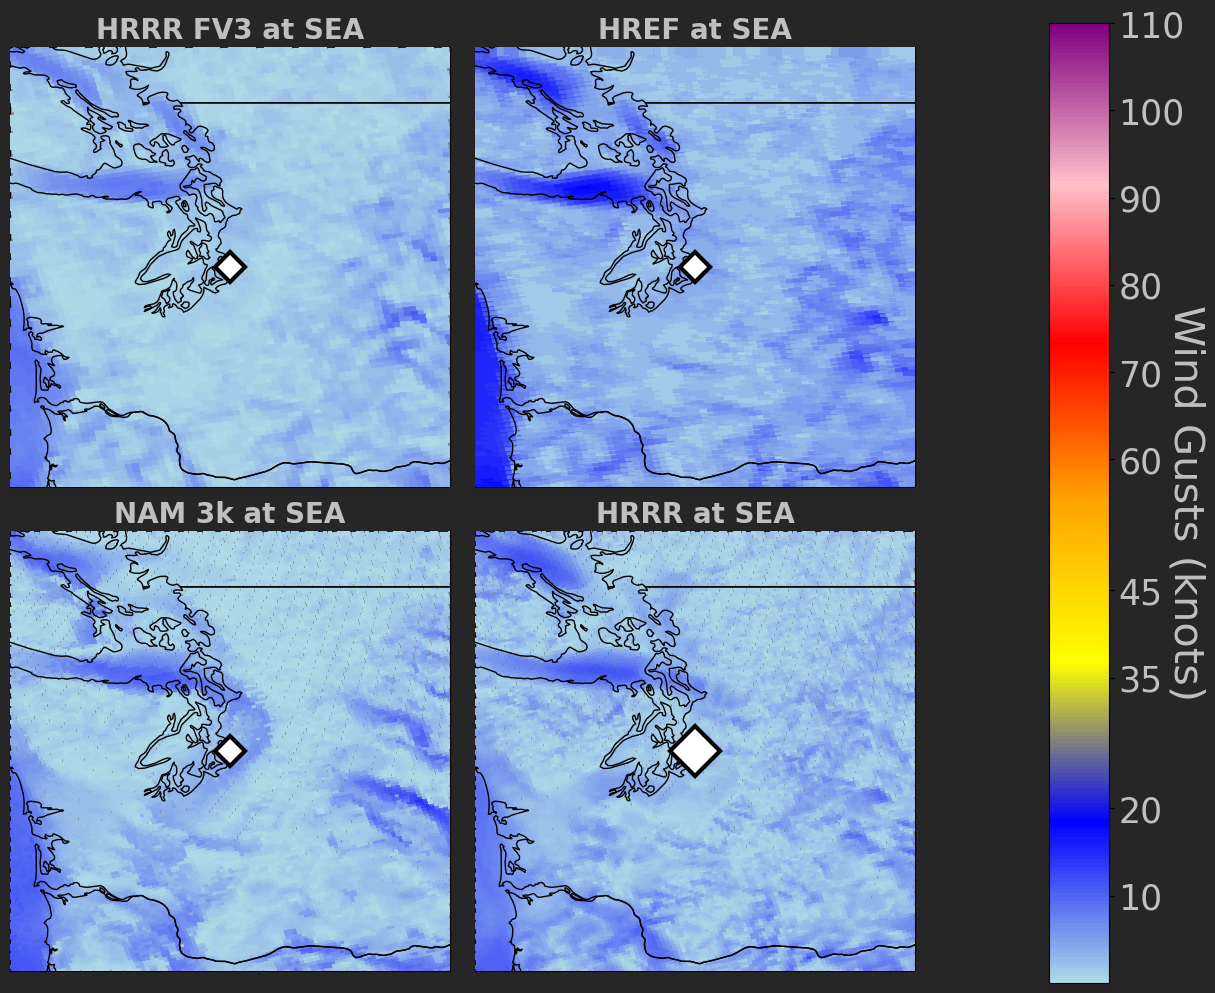 HRRR FV3 at SEA
HREF at SEA
NAM 3k at SEA
HRRR at SEA
110
100
90
80
70
60
45
35
20
10
Wind Gusts (knots)